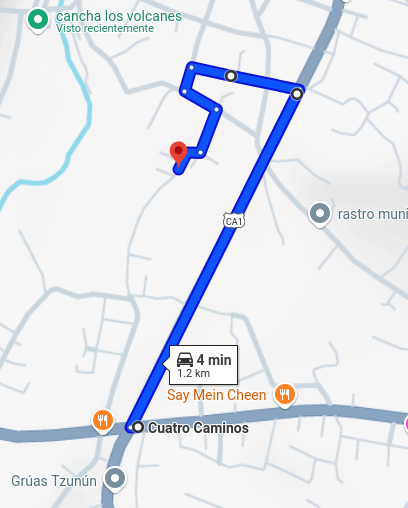 cancha los volcanes
Visto recientemente
CA1
rastro muni
4 min
1.2 km
Say Mein Cheen
Cuatro Caminos
Grúas Tzunún